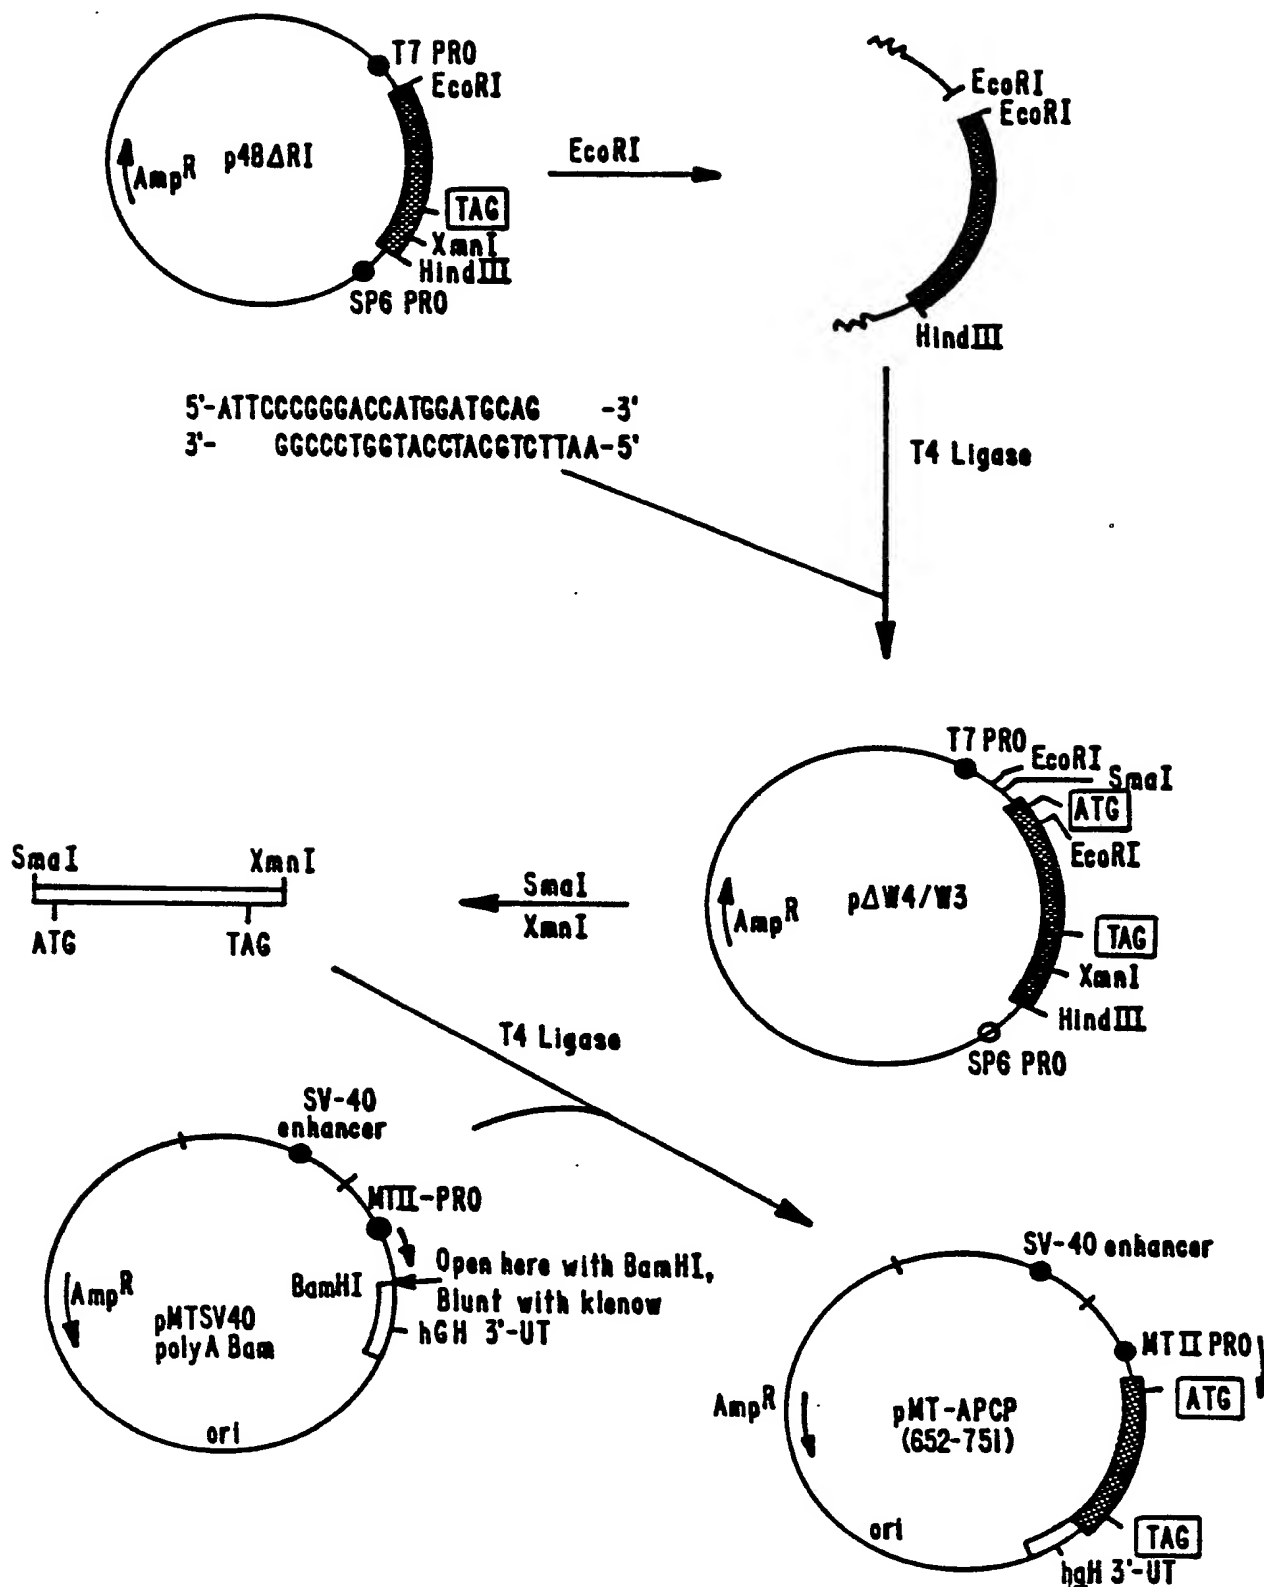 T7 PRO
EcoRI
p48ΔRI
Amp^R
TAG
XmnI
HindIII
SP6 PRO
EcoRI
EcoRI
EcoRI
HindIII
5'-ATTCCCGGGACCATGGATGCAG -3'
3'- GGCCCTGGTACCTACGTCTTAA-5'
T4 Ligase
T7 PRO
EcoRI
SmaI
ATG
EcoRI
pΔW4/W3
Amp^R
TAG
XmnI
HindIII
SP6 PRO
SmaI
XmnI
SmaI
XmnI
ATG
TAG
T4 Ligase
SV-40
enhancer
MTII-PRO
BamHI
Open here with BamHI,
Blunt with klenow
hGH 3'-UT
Amp^R
pMTSV40
polyA Bam
ori
SV-40 enhancer
MT II PRO
ATG
Amp^R
pMT-APCP
(652-751)
ori
TAG
hgH 3'-UT